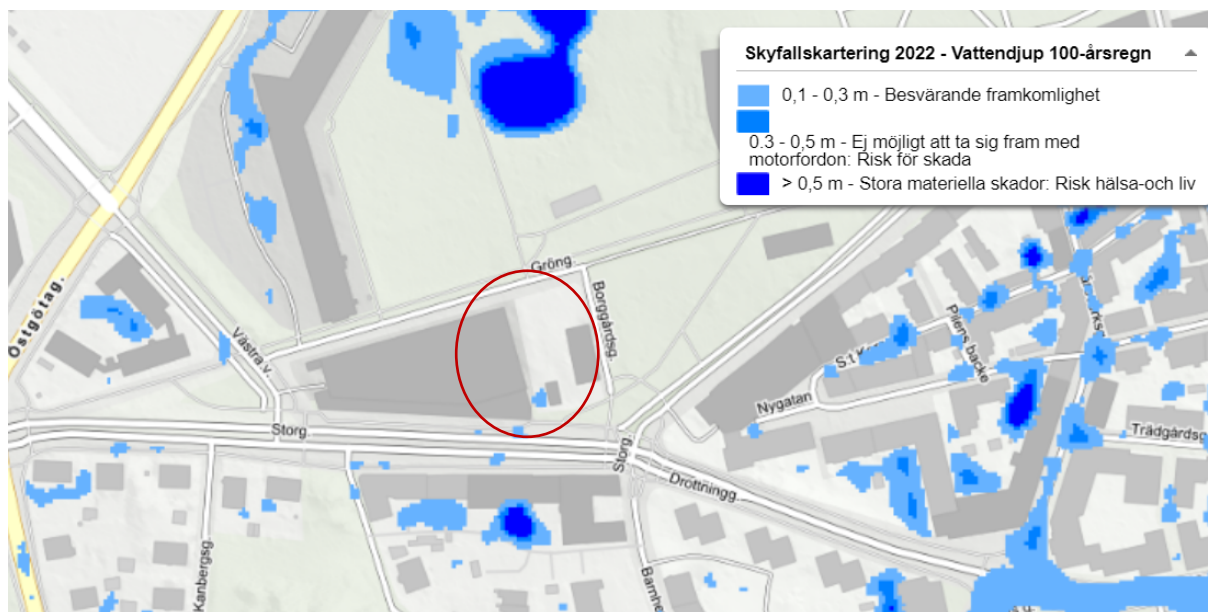 Skyfallskartering 2022 - Vattendjup 100-årsregn
0,1 - 0,3 m - Besvärande framkomlighet
0.3 - 0,5 m - Ej möjligt att ta sig fram med
motorfordon: Risk för skada
> 0,5 m - Stora materiella skador: Risk hälsa-och liv
Gröng.
Borggårdsg.
Östgötag.
Västra v.
Pilens backe
Nygatan
Storg.
Trädgårdsg
Storg.
Drottningg.
Kanbergsg.
Barnhe